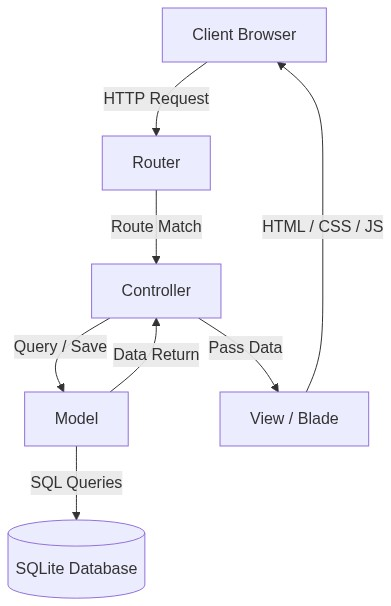 Client Browser
HTTP Request
Router
Route Match
HTML / CSS / JS
Controller
Query / Save
Data Return
Pass Data
Model
View / Blade
SQL Queries
SQLite Database